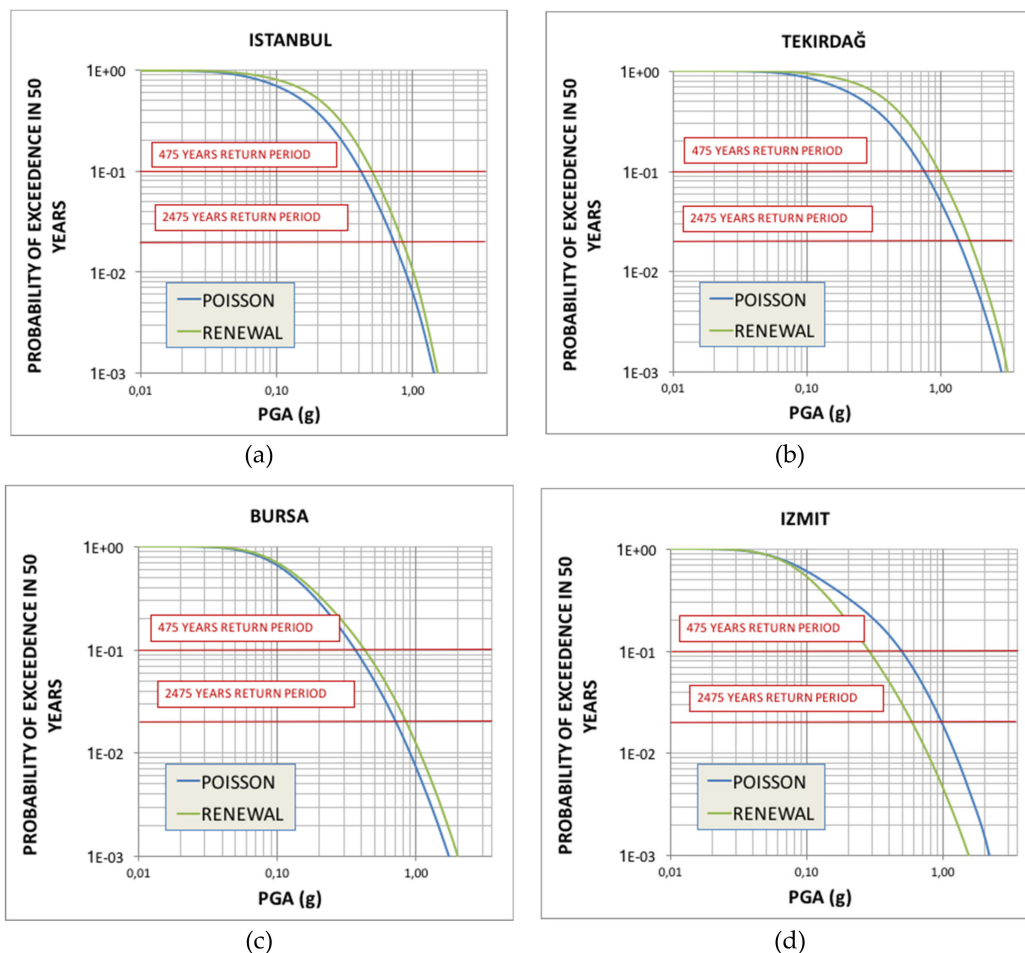 ISTANBUL
PROBABILITY OF EXCEEDENCE IN 50
YEARS
1E+00
475 YEARS RETURN PERIOD
1E-01
2475 YEARS RETURN PERIOD
1E-02
POISSON
RENEWAL
1E-03
0,01
0,10
1,00
PGA (g)
(a)
TEKIRDAĞ
PROBABILITY OF EXCEEDENCE IN 50
YEARS
1E+00
475 YEARS RETURN PERIOD
1E-01
2475 YEARS RETURN PERIOD
1E-02
POISSON
RENEWAL
1E-03
0,01
0,10
1,00
PGA (g)
(b)
BURSA
PROBABILITY OF EXCEEDENCE IN 50
YEARS
1E+00
475 YEARS RETURN PERIOD
1E-01
2475 YEARS RETURN PERIOD
1E-02
POISSON
RENEWAL
1E-03
0,01
0,10
1,00
PGA (g)
(c)
IZMIT
PROBABILITY OF EXCEEDENCE IN 50
YEARS
1E+00
475 YEARS RETURN PERIOD
1E-01
2475 YEARS RETURN PERIOD
1E-02
POISSON
RENEWAL
1E-03
0,01
0,10
1,00
PGA (g)
(d)